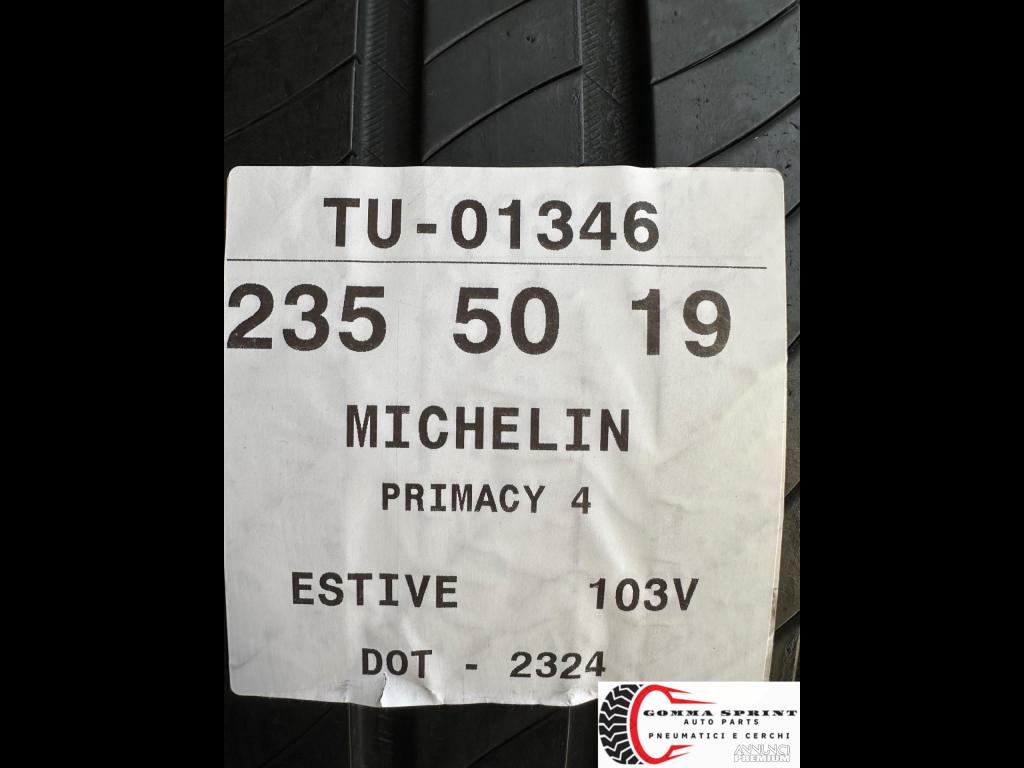 TU-01346
235 50 19
MICHELIN
PRIMACY 4
ESTIVE 103V
DOT - 2324
GOMMA SPRINT
AUTO PARTS
PNEUMATICI E CERCHI
ANNUNCI
PREMIUM